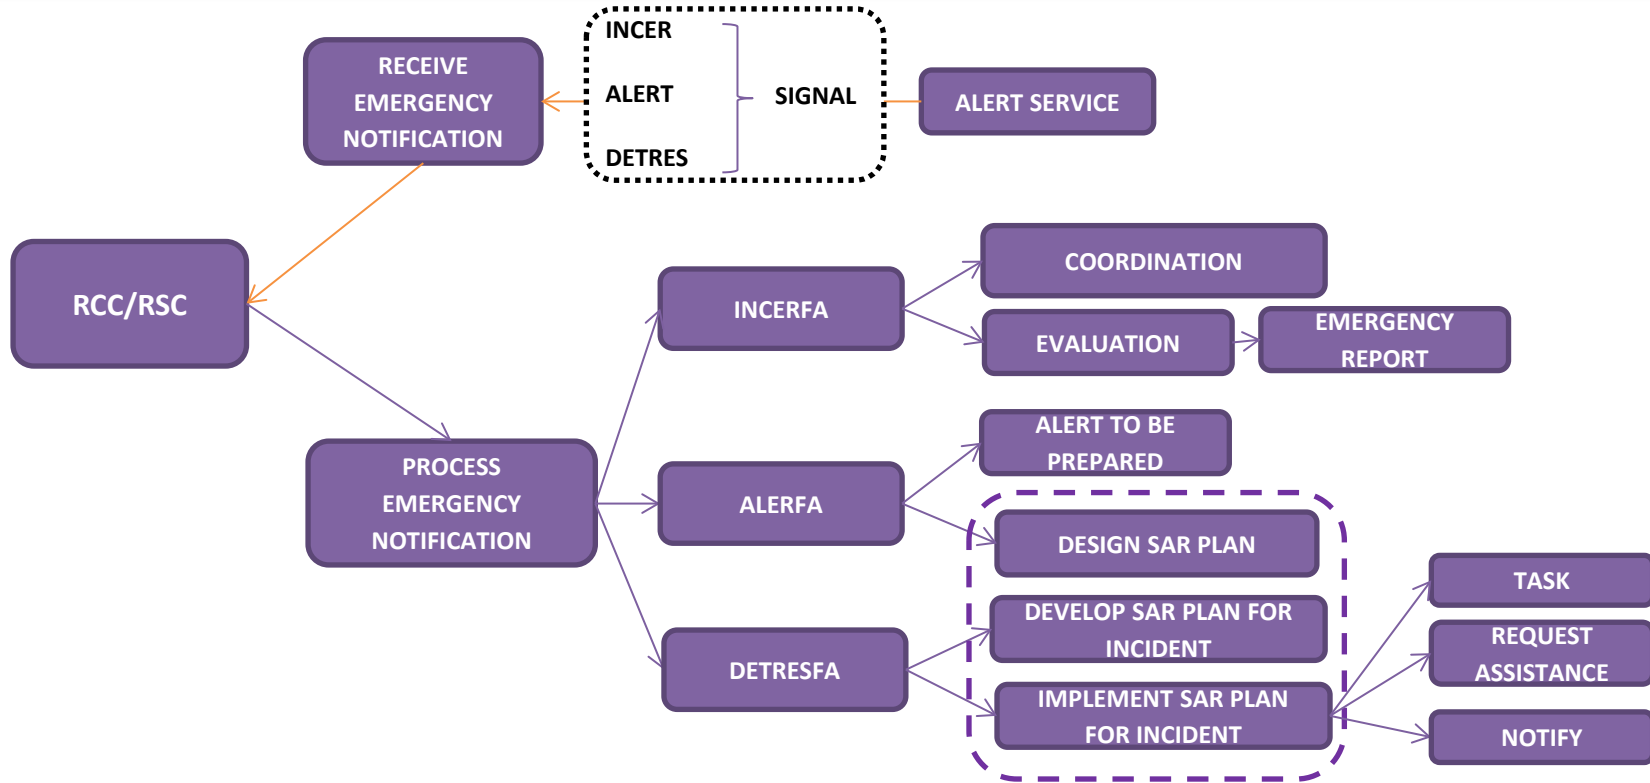 INCER
ALERT
DETRES
SIGNAL
RECEIVE
EMERGENCY
NOTIFICATION
ALERT SERVICE
RCC/RSC
INCERFA
COORDINATION
EVALUATION
EMERGENCY
REPORT
PROCESS
EMERGENCY
NOTIFICATION
ALERFA
ALERT TO BE
PREPARED
DESIGN SAR PLAN
DETRESFA
DEVELOP SAR PLAN FOR
INCIDENT
IMPLEMENT SAR PLAN
FOR INCIDENT
TASK
REQUEST
ASSISTANCE
NOTIFY